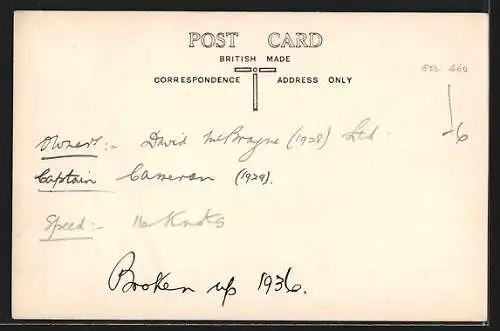 POST CARD
BRITISH MADE
CORRESPONDENCE ADDRESS ONLY
460
-6
Owners:- David McBrayne (1928) Ltd.
Captain Cameron (1929).
Speed:- 16 Knots
Broken up 1936.